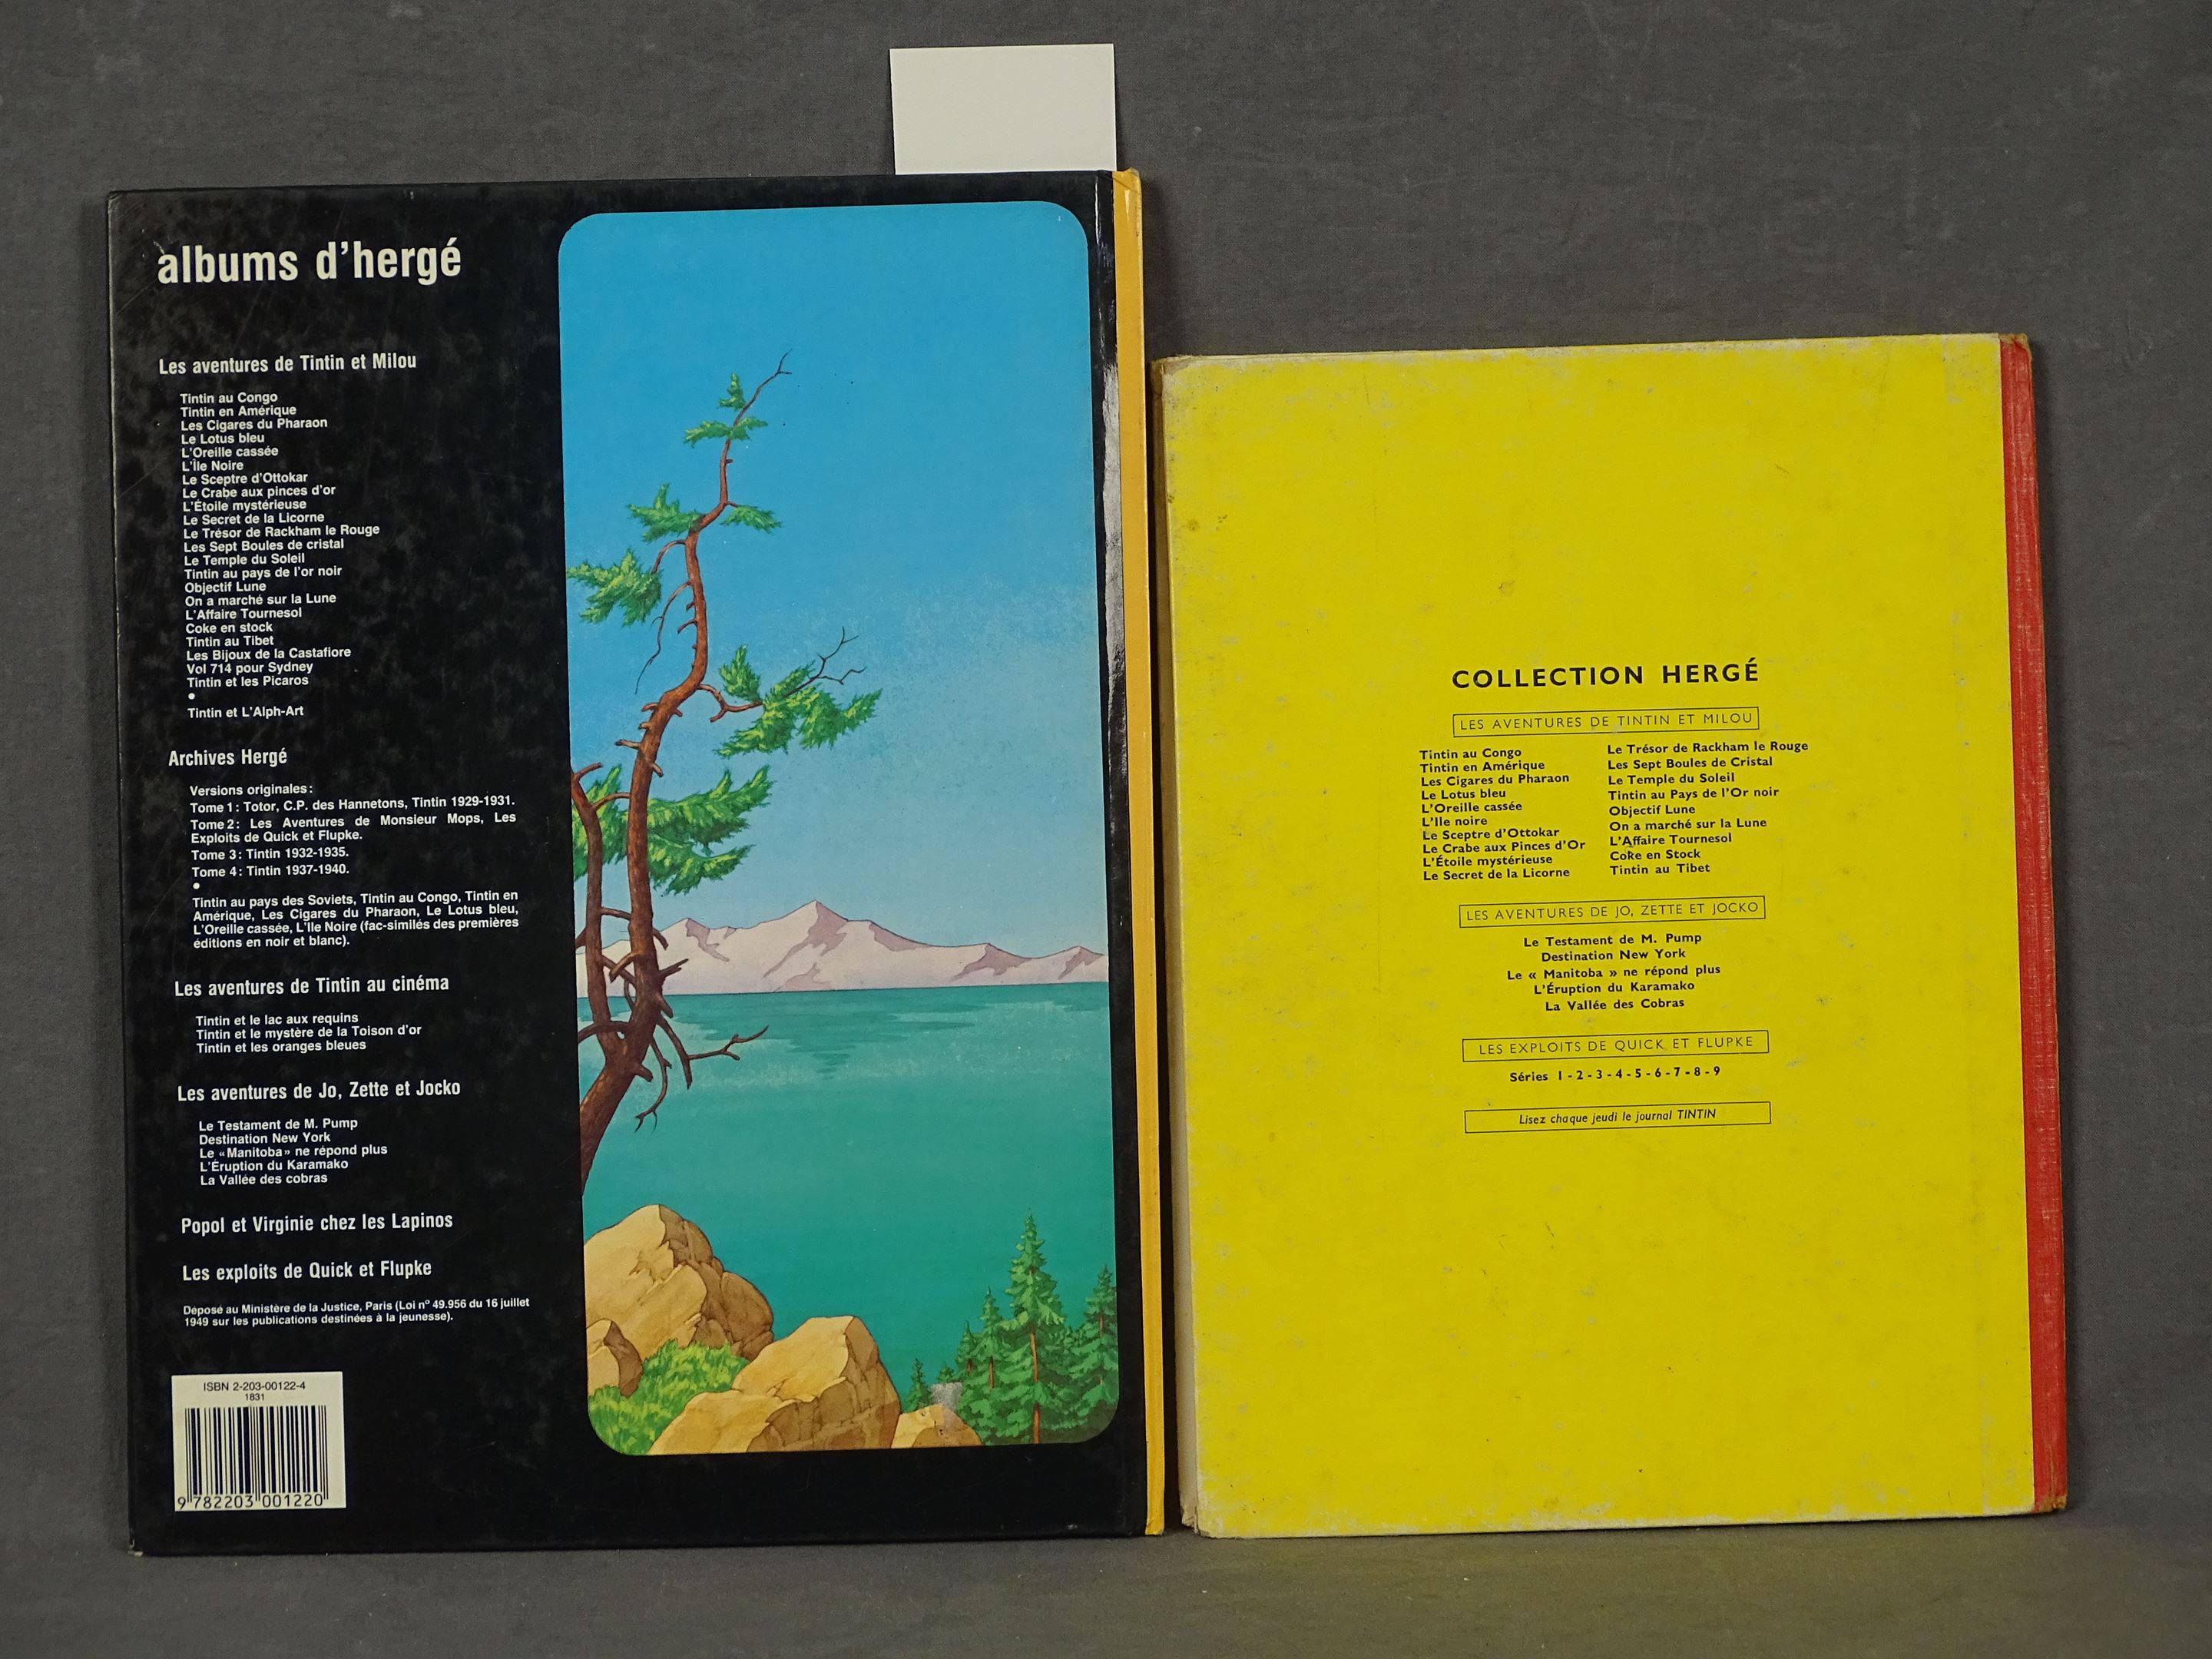 albums d'hergé
Les aventures de Tintin et Milou
Tintin au Congo
Tintin en Amérique
Les Cigares du Pharaon
Le Lotus bleu
L'Oreille cassée
L'Île Noire
Le Sceptre d'Ottokar
Le Crabe aux pinces d'or
L'Étoile mystérieuse
Le Secret de la Licorne
Le Trésor de Rackham le Rouge
Les Sept Boules de cristal
Le Temple du Soleil
Tintin au pays de l'or noir
Objectif Lune
On a marché sur la Lune
L'Affaire Tournesol
Coke en stock
Tintin au Tibet
Les Bijoux de la Castafiore
Vol 714 pour Sydney
Tintin et les Picaros
•
Tintin et L'Alph-Art
Archives Hergé
Versions originales :
Tome 1 : Totor, C.P. des Hannetons, Tintin 1929-1931.
Tome 2 : Les Aventures de Monsieur Mops, Les
Exploits de Quick et Flupke.
Tome 3 : Tintin 1932-1935.
Tome 4 : Tintin 1937-1940.
•
Tintin au pays des Soviets, Tintin au Congo, Tintin en
Amérique, Les Cigares du Pharaon, Le Lotus bleu,
L'Oreille cassée, L'Île Noire (fac-similés des premières
éditions en noir et blanc).
Les aventures de Tintin au cinéma
Tintin et le lac aux requins
Tintin et le mystère de la Toison d'or
Tintin et les oranges bleues
Les aventures de Jo, Zette et Jocko
Le Testament de M. Pump
Destination New York
Le «Manitoba» ne répond plus
L'Éruption du Karamako
La Vallée des cobras
Popol et Virginie chez les Lapinos
Les exploits de Quick et Flupke
Déposé au Ministère de la Justice, Paris (Loi nº 49.956 du 16 juillet
1949 sur les publications destinées à la jeunesse).
ISBN 2-203-00122-4
1831
9 782203 001220
COLLECTION HERGÉ
LES AVENTURES DE TINTIN ET MILOU
Tintin au Congo
Tintin en Amérique
Les Cigares du Pharaon
Le Lotus bleu
L'Oreille cassée
L'Ile noire
Le Sceptre d'Ottokar
Le Crabe aux Pinces d'Or
L'Étoile mystérieuse
Le Secret de la Licorne
Le Trésor de Rackham le Rouge
Les Sept Boules de Cristal
Le Temple du Soleil
Tintin au Pays de l'Or noir
Objectif Lune
On a marché sur la Lune
L'Affaire Tournesol
Coke en Stock
Tintin au Tibet
LES AVENTURES DE JO, ZETTE ET JOCKO
Le Testament de M. Pump
Destination New York
Le « Manitoba » ne répond plus
L'Éruption du Karamako
La Vallée des Cobras
LES EXPLOITS DE QUICK ET FLUPKE
Séries 1 - 2 - 3 - 4 - 5 - 6 - 7 - 8 - 9
Lisez chaque jeudi le journal TINTIN